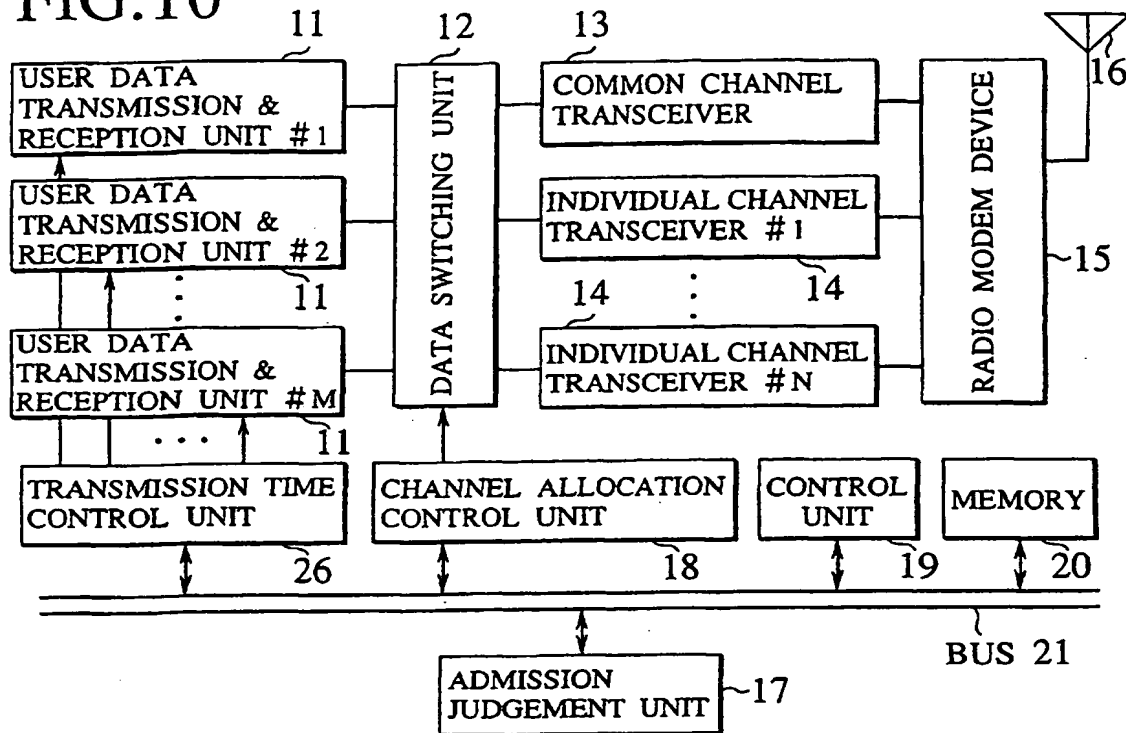 FIG.10
11
12
13
16
USER DATA
TRANSMISSION &
RECEPTION UNIT #1
DATA SWITCHING UNIT
COMMON CHANNEL
TRANSCEIVER
RADIO MODEM DEVICE
USER DATA
TRANSMISSION &
RECEPTION UNIT #2
INDIVIDUAL CHANNEL
TRANSCEIVER #1
15
11
14
14
USER DATA
TRANSMISSION &
RECEPTION UNIT #M
INDIVIDUAL CHANNEL
TRANSCEIVER #N
11
TRANSMISSION TIME
CONTROL UNIT
CHANNEL ALLOCATION
CONTROL UNIT
CONTROL
UNIT
MEMORY
26
18
19
20
BUS 21
ADMISSION
JUDGEMENT UNIT
17